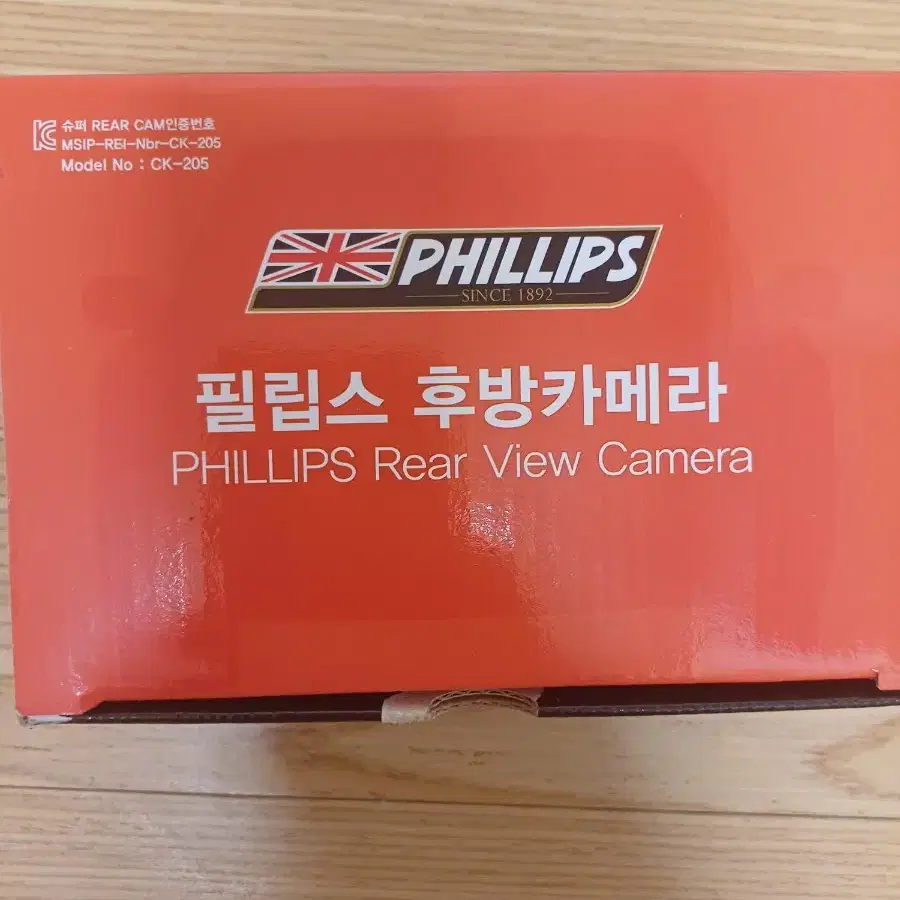 슈퍼 REAR CAM인증번호
MSIP-REI-Nbr-CK-205
Model No : CK-205
PHILLIPS
SINCE 1892
필립스 후방카메라
PHILLIPS Rear View Camera